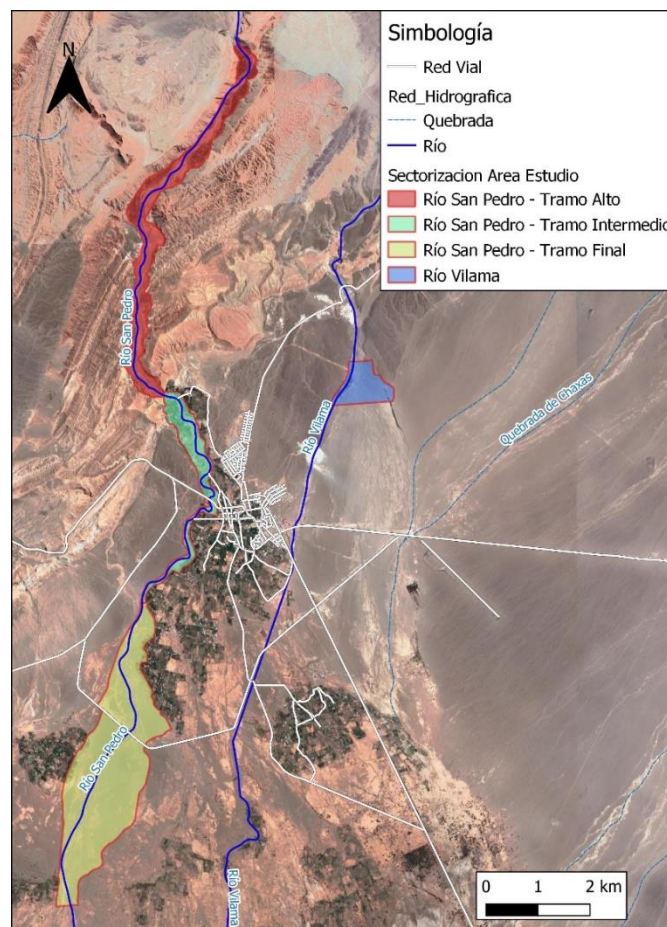 N
Simbología
Red Vial
Red_Hidrografica
Quebrada
Río
Sectorizacion Area Estudio
Río San Pedro - Tramo Alto
Río San Pedro - Tramo Intermedio
Río San Pedro - Tramo Final
Río Vilama
Río San Pedro
Río Vilama
Quebrada de Chaxas
Río San Pedro
Río Vilama
0 1 2 km